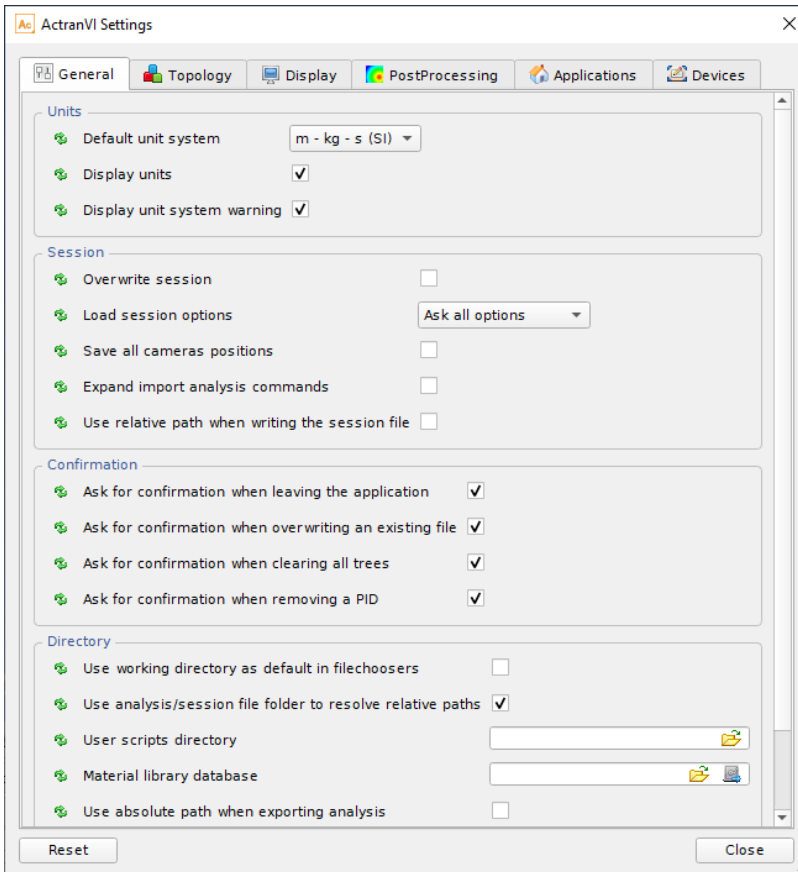 Ac ActranVI Settings
General Topology Display PostProcessing Applications Devices
Units
Default unit system m - kg - s (SI)
Display units
Display unit system warning
Session
Overwrite session
Load session options Ask all options
Save all cameras positions
Expand import analysis commands
Use relative path when writing the session file
Confirmation
Ask for confirmation when leaving the application
Ask for confirmation when overwriting an existing file
Ask for confirmation when clearing all trees
Ask for confirmation when removing a PID
Directory
Use working directory as default in filechoosers
Use analysis/session file folder to resolve relative paths
User scripts directory
Material library database
Use absolute path when exporting analysis
Reset Close